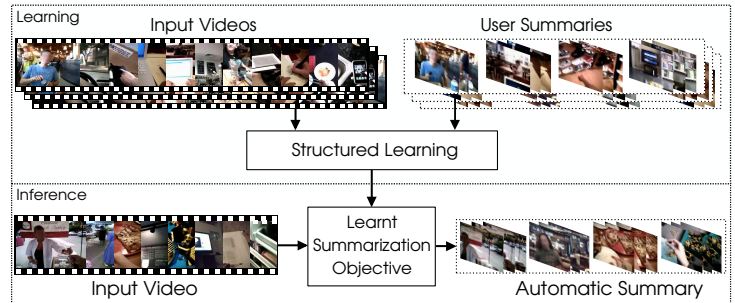 Learning
Input Videos
User Summaries
Structured Learning
Inference
Learnt
Summarization
Objective
Input Video
Automatic Summary